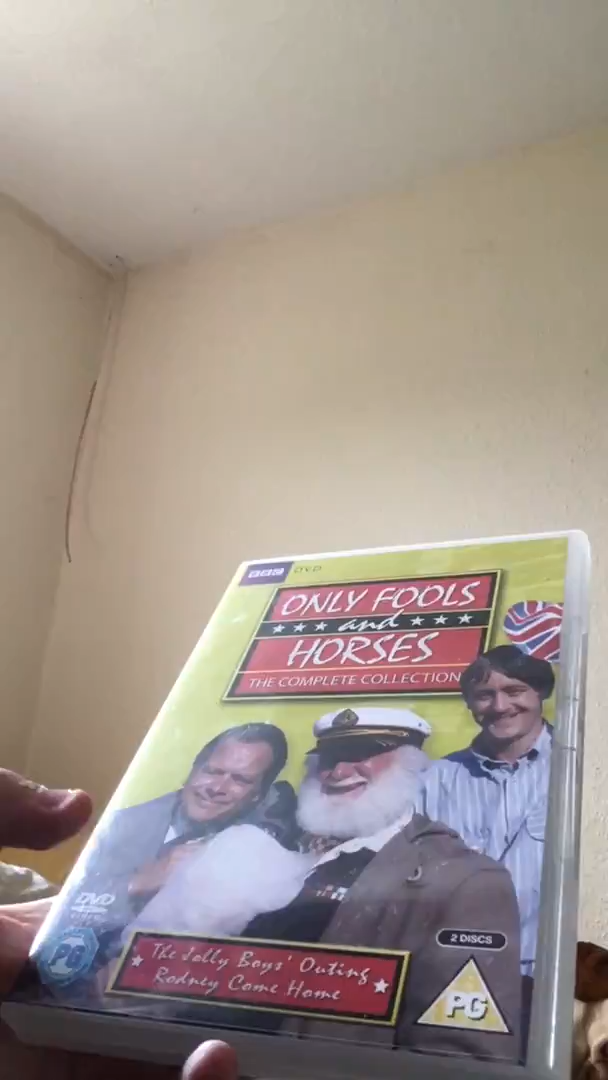 BBC DVD
ONLY FOOLS
and
HORSES
THE COMPLETE COLLECTION
DVD
VIDEO
PG
2 DISCS
The Jolly Boys' Outing
Rodney Come Home
PG